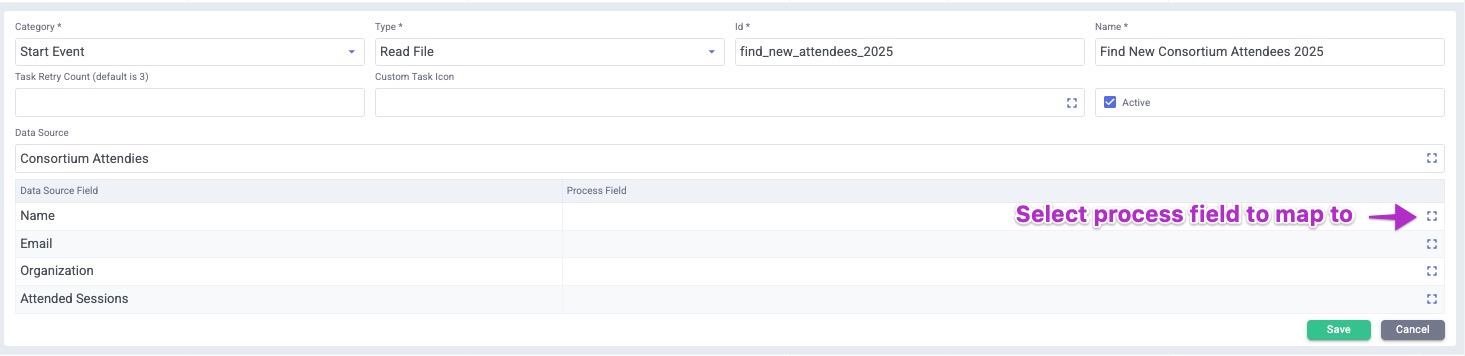 Category * Type * Id * Name *
Start Event Read File find_new_attendees_2025 Find New Consortium Attendees 2025
Task Retry Count (default is 3) Custom Task Icon
Active
Data Source
Consortium Attendies
Data Source Field Process Field
Name Select process field to map to
Email
Organization
Attended Sessions
Save Cancel